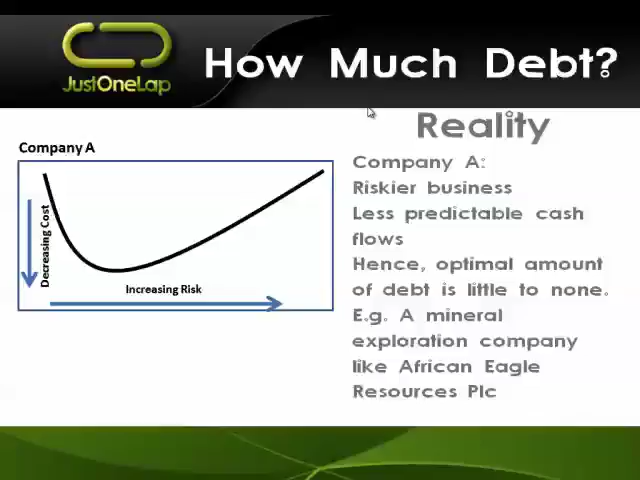 JustOneLap
How Much Debt?
Reality
Company A
Decreasing Cost
Increasing Risk
Company A:
Riskier business
Less predictable cash
flows
Hence, optimal amount
of debt is little to none.
E.g. A mineral
exploration company
like African Eagle
Resources Plc